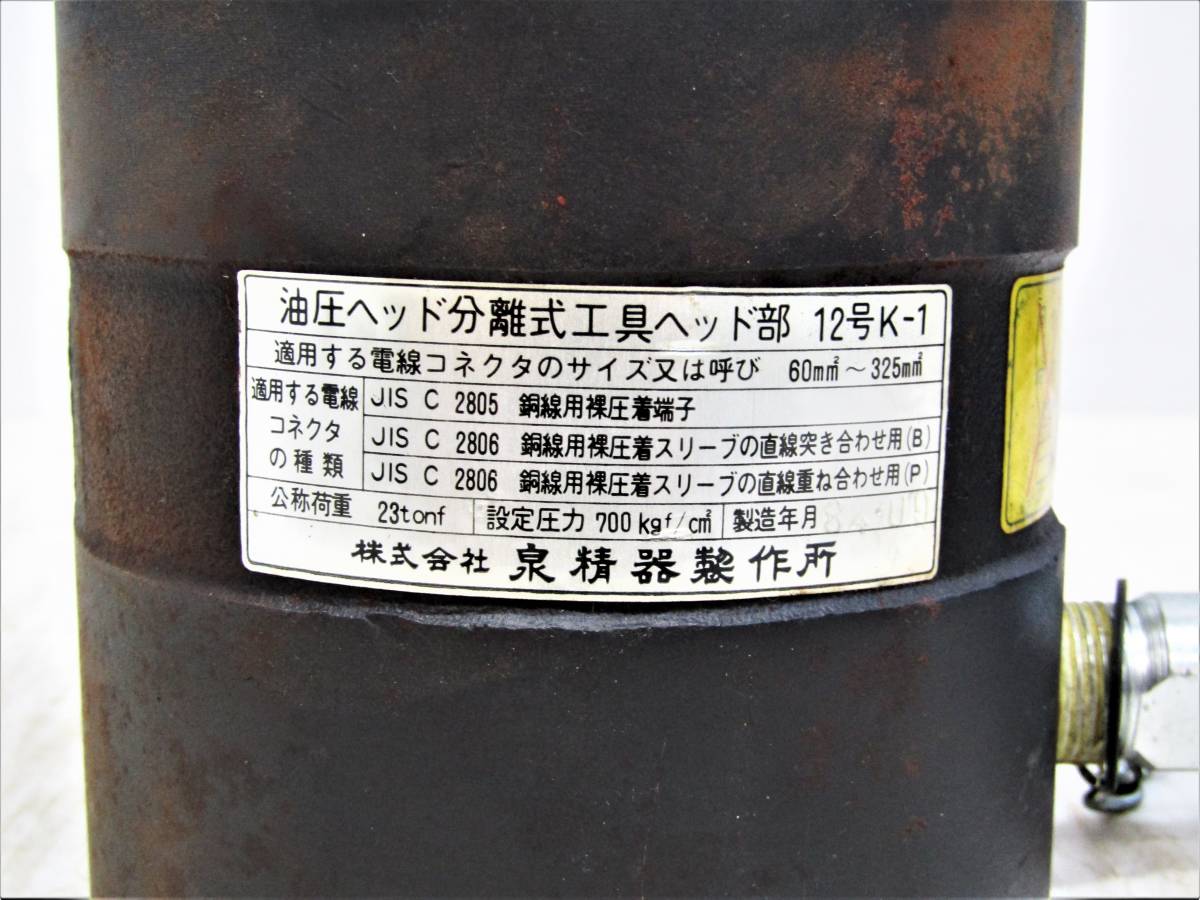 油圧ヘッド分離式工具ヘッド部 12号K-1
適用する電線コネクタのサイズ又は呼び 60mm²～325mm²
適用する電線コネクタの種類
JIS C 2805 銅線用裸圧着端子
JIS C 2806 銅線用裸圧着スリーブの直線突き合わせ用(B)
JIS C 2806 銅線用裸圧着スリーブの直線重ね合わせ用(P)
公称荷重 23tonf 設定圧力 700kgf/cm² 製造年月
株式会社 泉精器製作所